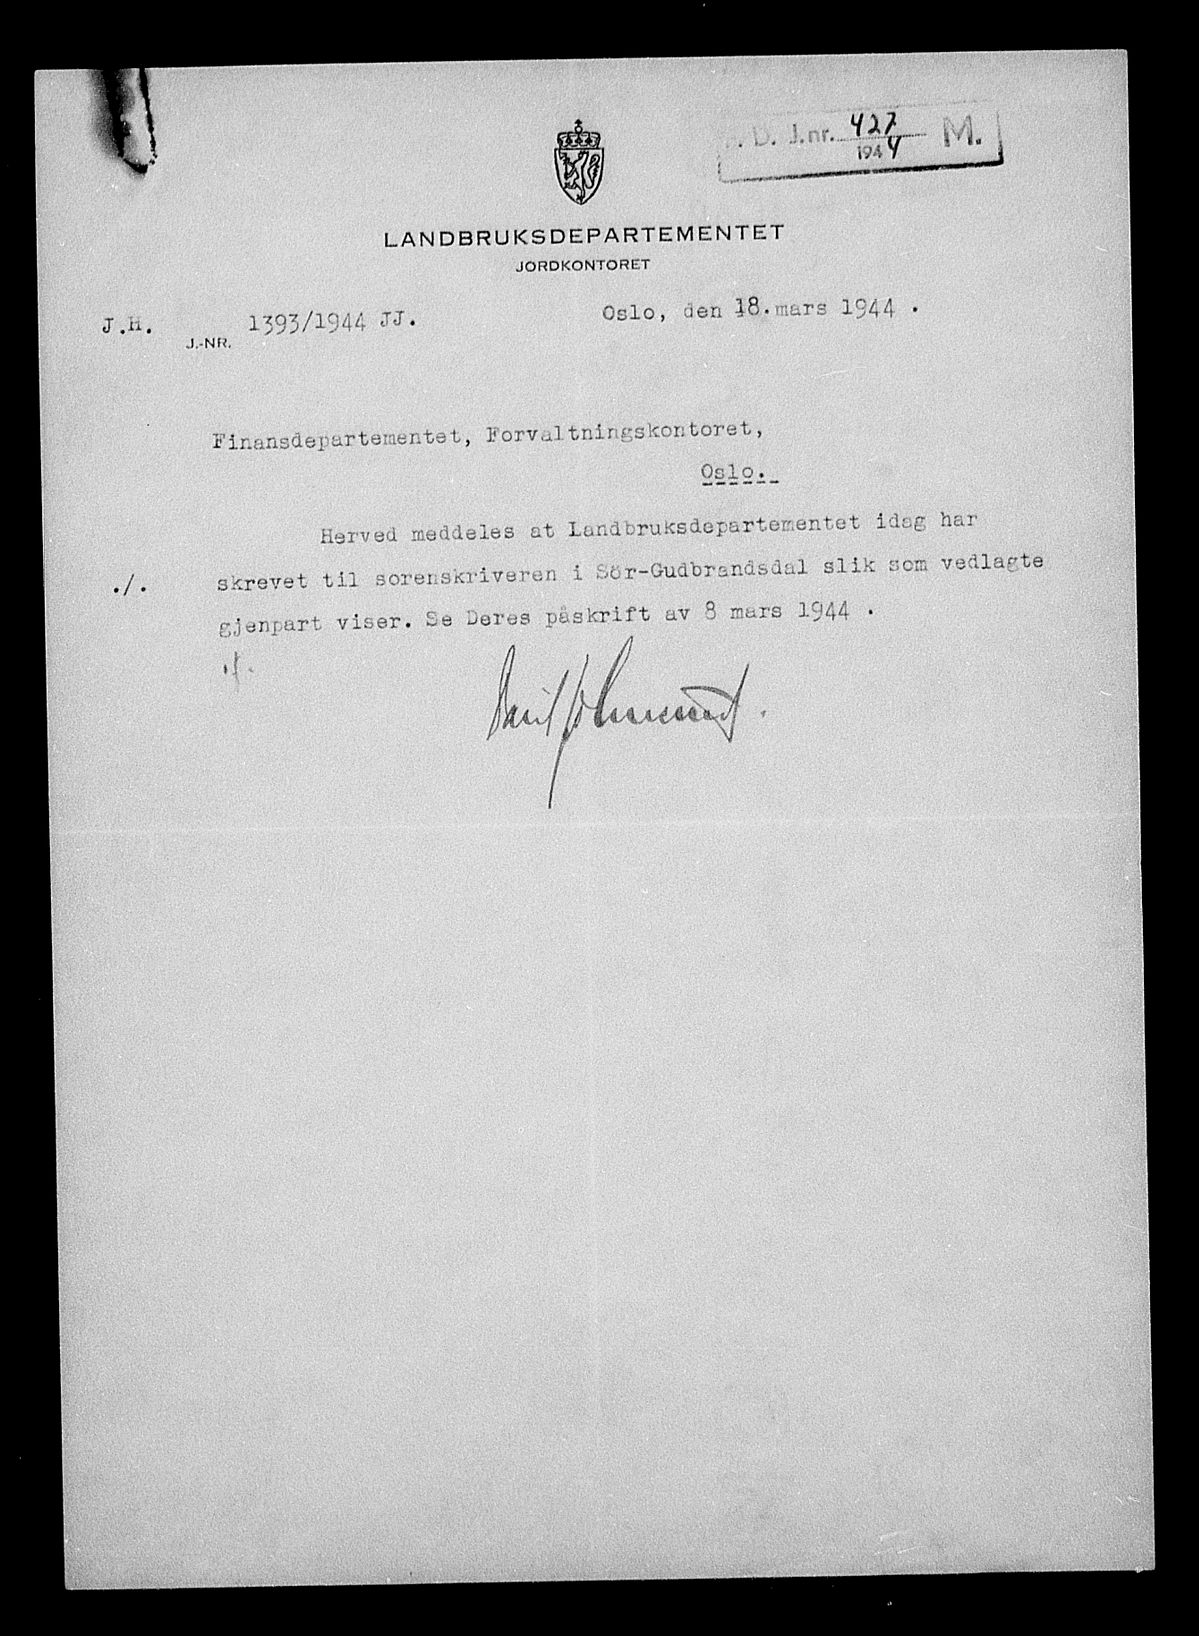 D. J.nr. 427 M.
1944
LANDBRUKSDEPARTEMENTET
JORDKONTORET
J.H.
J.-NR. 1393/1944 JJ.
Oslo, den 18. mars 1944 .
Finansdepartementet, Forvaltningskontoret,
Oslo.
Herved meddeles at Landbruksdepartementet idag har
./. skrevet til sorenskriveren i Sör-Gudbrandsdal slik som vedlagte
gjenpart viser. Se Deres påskrift av 8 mars 1944 .